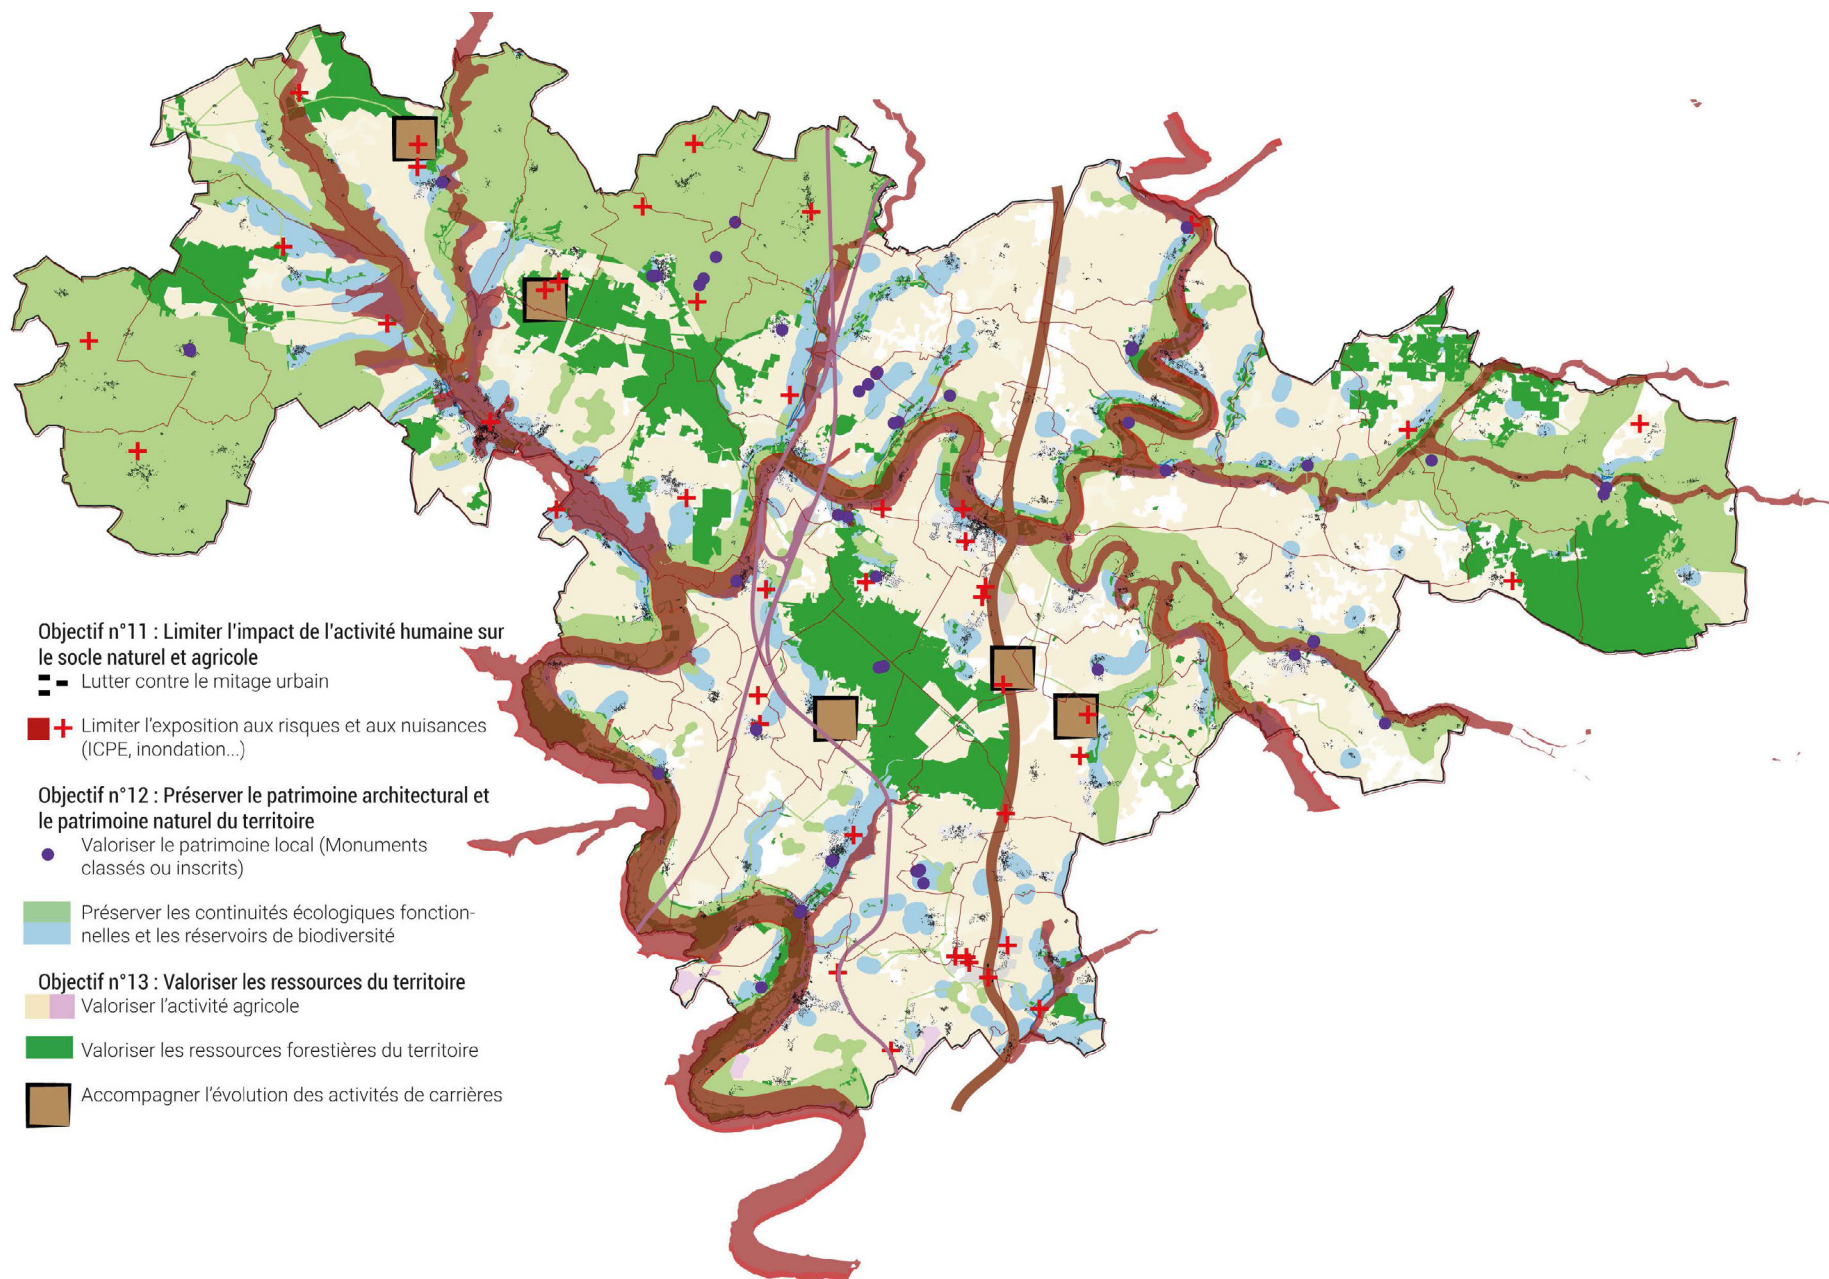 Objectif n°11 : Limiter l'impact de l'activité humaine sur
le socle naturel et agricole
Lutter contre le mitage urbain
Limiter l'exposition aux risques et aux nuisances
(ICPE, inondation...)
Objectif n°12 : Préserver le patrimoine architectural et
le patrimoine naturel du territoire
Valoriser le patrimoine local (Monuments
classés ou inscrits)
Préserver les continuités écologiques fonction-
nelles et les réservoirs de biodiversité
Objectif n°13 : Valoriser les ressources du territoire
Valoriser l'activité agricole
Valoriser les ressources forestières du territoire
Accompagner l'évolution des activités de carrières